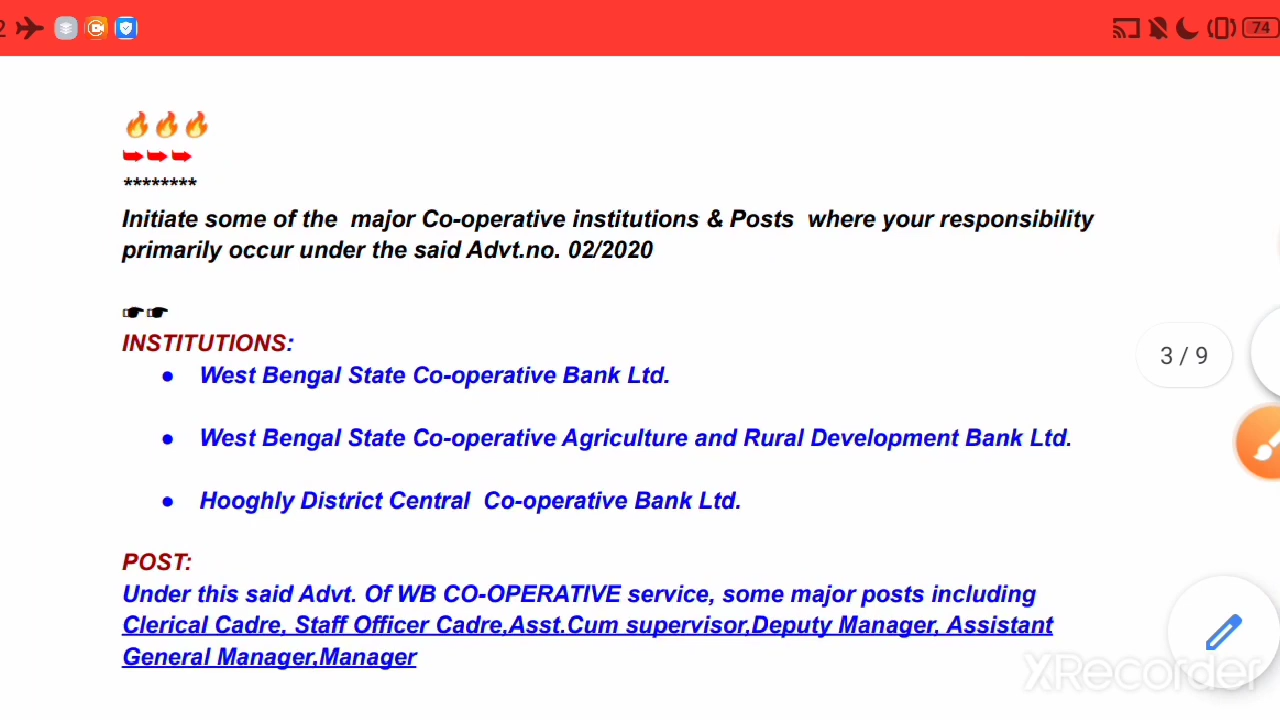 2
74
🔥🔥🔥
➥➥➥
********
Initiate some of the major Co-operative institutions & Posts where your responsibility
primarily occur under the said Advt.no. 02/2020
☛☛
INSTITUTIONS:
● West Bengal State Co-operative Bank Ltd.
3 / 9
● West Bengal State Co-operative Agriculture and Rural Development Bank Ltd.
● Hooghly District Central Co-operative Bank Ltd.
POST:
Under this said Advt. Of WB CO-OPERATIVE service, some major posts including
Clerical Cadre, Staff Officer Cadre,Asst.Cum supervisor,Deputy Manager, Assistant
General Manager,Manager
XRecorder